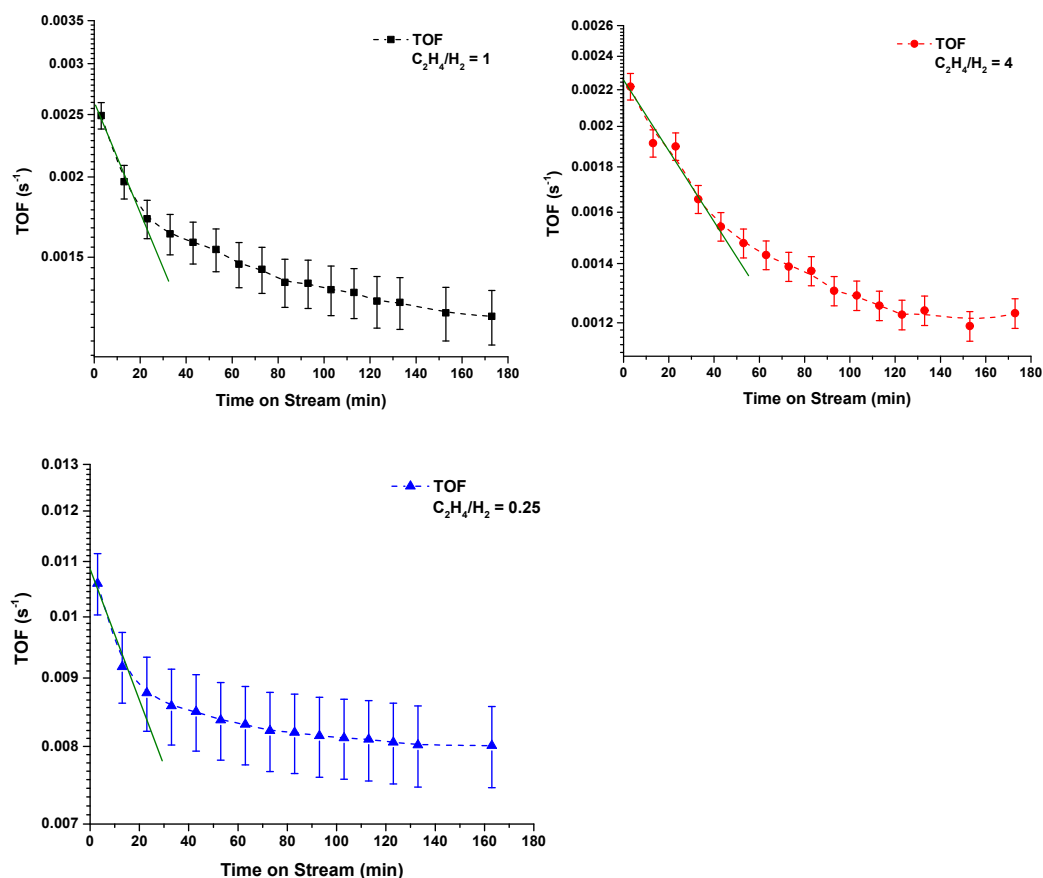 TOF
C₂H₄/H₂ = 1
0.0035
0.003
0.0025
0.002
0.0015
TOF (s⁻¹)
0 20 40 60 80 100 120 140 160 180
Time on Stream (min)
TOF
C₂H₄/H₂ = 4
0.0026
0.0024
0.0022
0.002
0.0018
0.0016
0.0014
0.0012
TOF (s⁻¹)
0 20 40 60 80 100 120 140 160 180
Time on Stream (min)
TOF
C₂H₄/H₂ = 0.25
0.013
0.012
0.011
0.01
0.009
0.008
0.007
TOF (s⁻¹)
0 20 40 60 80 100 120 140 160 180
Time on Stream (min)